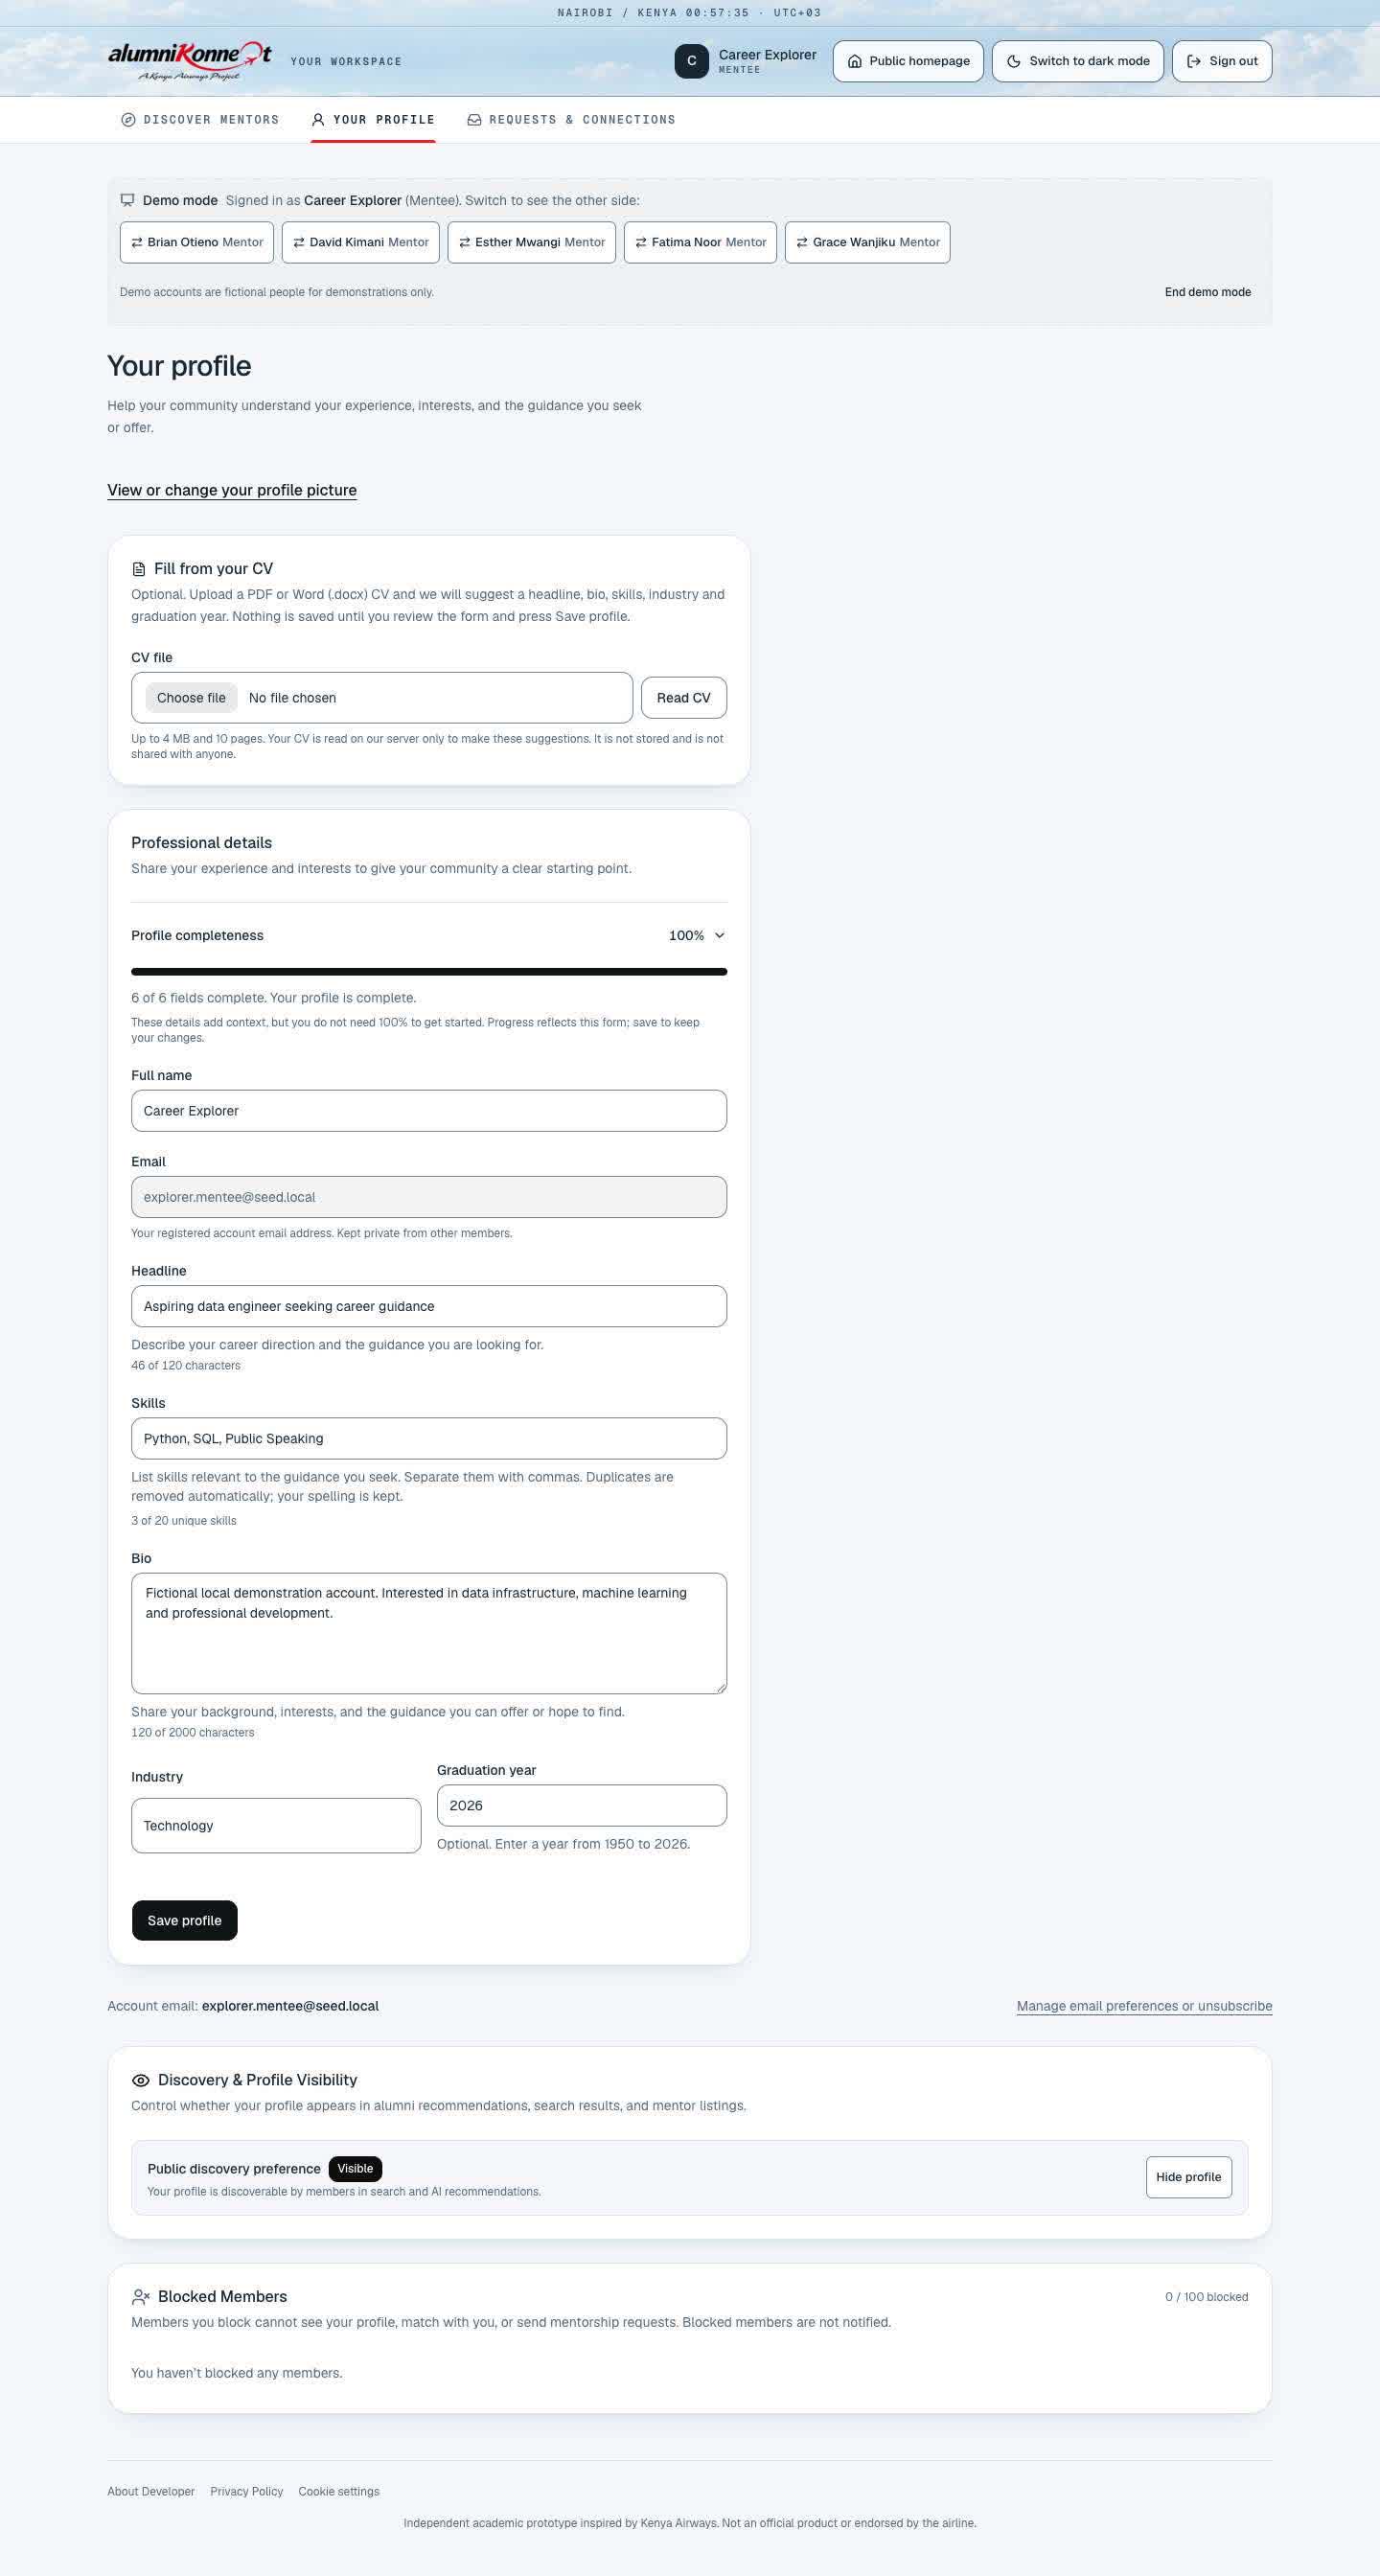 NAIROBI / KENYA 00:57:35 · UTC+03
alumniKonnect
A Kenya Airways Project
YOUR WORKSPACE
C
Career Explorer
MENTEE
Public homepage
Switch to dark mode
Sign out
DISCOVER MENTORS
YOUR PROFILE
REQUESTS & CONNECTIONS
Demo mode Signed in as Career Explorer (Mentee). Switch to see the other side:
Brian Otieno Mentor
David Kimani Mentor
Esther Mwangi Mentor
Fatima Noor Mentor
Grace Wanjiku Mentor
Demo accounts are fictional people for demonstrations only.
End demo mode
Your profile
Help your community understand your experience, interests, and the guidance you seek
or offer.
View or change your profile picture
Fill from your CV
Optional. Upload a PDF or Word (.docx) CV and we will suggest a headline, bio, skills, industry and
graduation year. Nothing is saved until you review the form and press Save profile.
CV file
Choose file No file chosen
Read CV
Up to 4 MB and 10 pages. Your CV is read on our server only to make these suggestions. It is not stored and is not
shared with anyone.
Professional details
Share your experience and interests to give your community a clear starting point.
Profile completeness
100%
6 of 6 fields complete. Your profile is complete.
These details add context, but you do not need 100% to get started. Progress reflects this form; save to keep
your changes.
Full name
Career Explorer
Email
explorer.mentee@seed.local
Your registered account email address. Kept private from other members.
Headline
Aspiring data engineer seeking career guidance
Describe your career direction and the guidance you are looking for.
46 of 120 characters
Skills
Python, SQL, Public Speaking
List skills relevant to the guidance you seek. Separate them with commas. Duplicates are
removed automatically; your spelling is kept.
3 of 20 unique skills
Bio
Fictional local demonstration account. Interested in data infrastructure, machine learning
and professional development.
Share your background, interests, and the guidance you can offer or hope to find.
120 of 2000 characters
Industry
Technology
Graduation year
2026
Optional. Enter a year from 1950 to 2026.
Save profile
Account email: explorer.mentee@seed.local
Manage email preferences or unsubscribe
Discovery & Profile Visibility
Control whether your profile appears in alumni recommendations, search results, and mentor listings.
Public discovery preference Visible
Your profile is discoverable by members in search and AI recommendations.
Hide profile
Blocked Members
0 / 100 blocked
Members you block cannot see your profile, match with you, or send mentorship requests. Blocked members are not notified.
You haven't blocked any members.
About Developer Privacy Policy Cookie settings
Independent academic prototype inspired by Kenya Airways. Not an official product or endorsed by the airline.